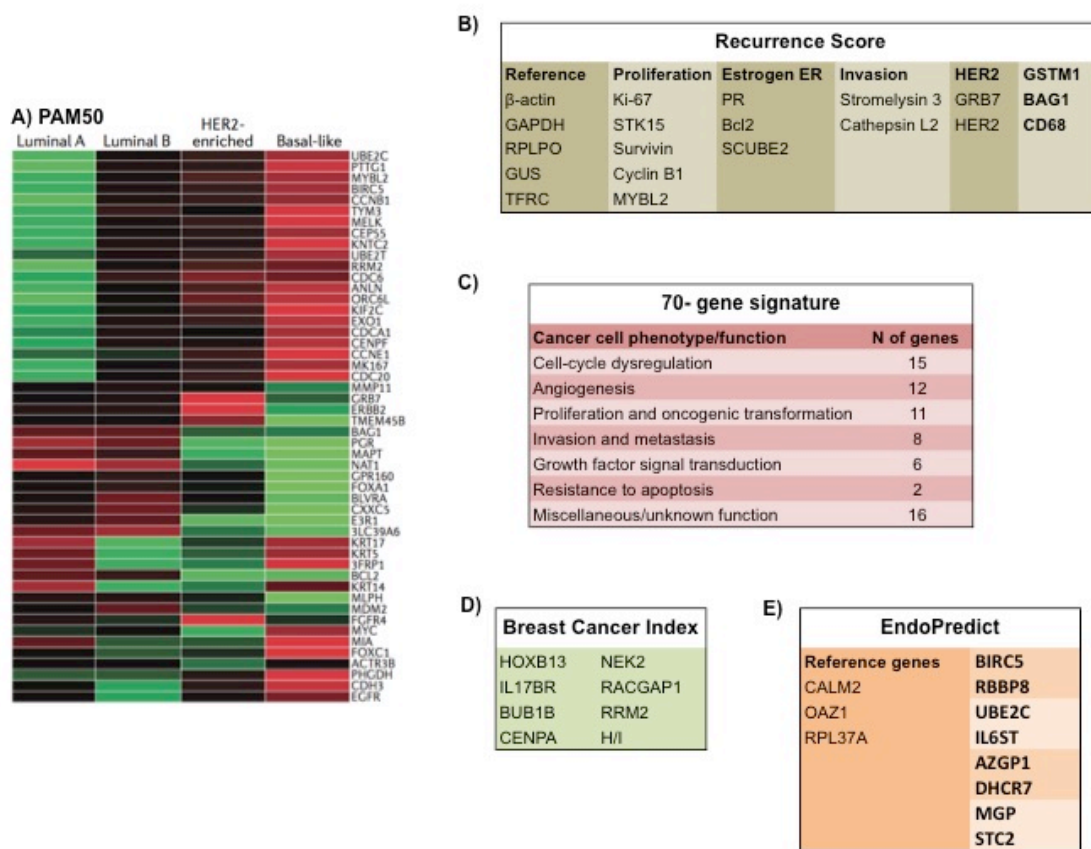 A) PAM50
Luminal A Luminal B HER2-enriched Basal-like
UBE2C
PTTG1
MYBL2
BIRC5
CCNB1
TYM3
MELK
CEP55
KNTC2
UBE2T
RRM2
CDC6
ANLN
ORC6L
KIF2C
EXO1
CDCA1
CENPF
CCNE1
MK167
CDC20
MMP11
GRB7
ERBB2
TMEM45B
BAG1
PGR
MAPT
NAT1
GPR160
FOXA1
BLVRA
CXXC5
E3R1
3LC39A6
KRT17
KRT5
3FRP1
BCL2
KRT14
MLPH
MDM2
FGFR4
MYC
MIA
FOXC1
ACTR3B
PHGDH
CDH3
EGFR
B)
Recurrence Score
Reference Proliferation Estrogen ER Invasion HER2 GSTM1
β-actin Ki-67 PR Stromelysin 3 GRB7 BAG1
GAPDH STK15 Bcl2 Cathepsin L2 HER2 CD68
RPLPO Survivin SCUBE2
GUS Cyclin B1
TFRC MYBL2
C)
70- gene signature
Cancer cell phenotype/function N of genes
Cell-cycle dysregulation 15
Angiogenesis 12
Proliferation and oncogenic transformation 11
Invasion and metastasis 8
Growth factor signal transduction 6
Resistance to apoptosis 2
Miscellaneous/unknown function 16
D)
Breast Cancer Index
HOXB13 NEK2
IL17BR RACGAP1
BUB1B RRM2
CENPA H/I
E)
EndoPredict
Reference genes BIRC5
CALM2 RBBP8
OAZ1 UBE2C
RPL37A IL6ST
AZGP1
DHCR7
MGP
STC2